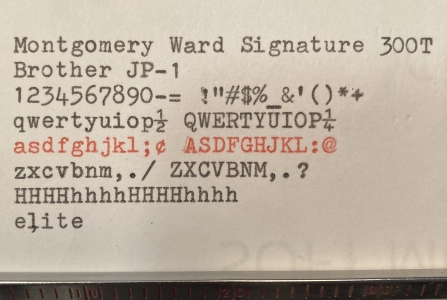 Montgomery Ward Signature 300T
Brother JP-1
1234567890-= !"#$%_&'()*+
qwertyuiop½ QWERTYUIOP¼
asdfghjkl;¢ ASDFGHJKL:@
zxcvbnm,./ ZXCVBNM,.?
HHHHhhhhHHHHhhhh
elite